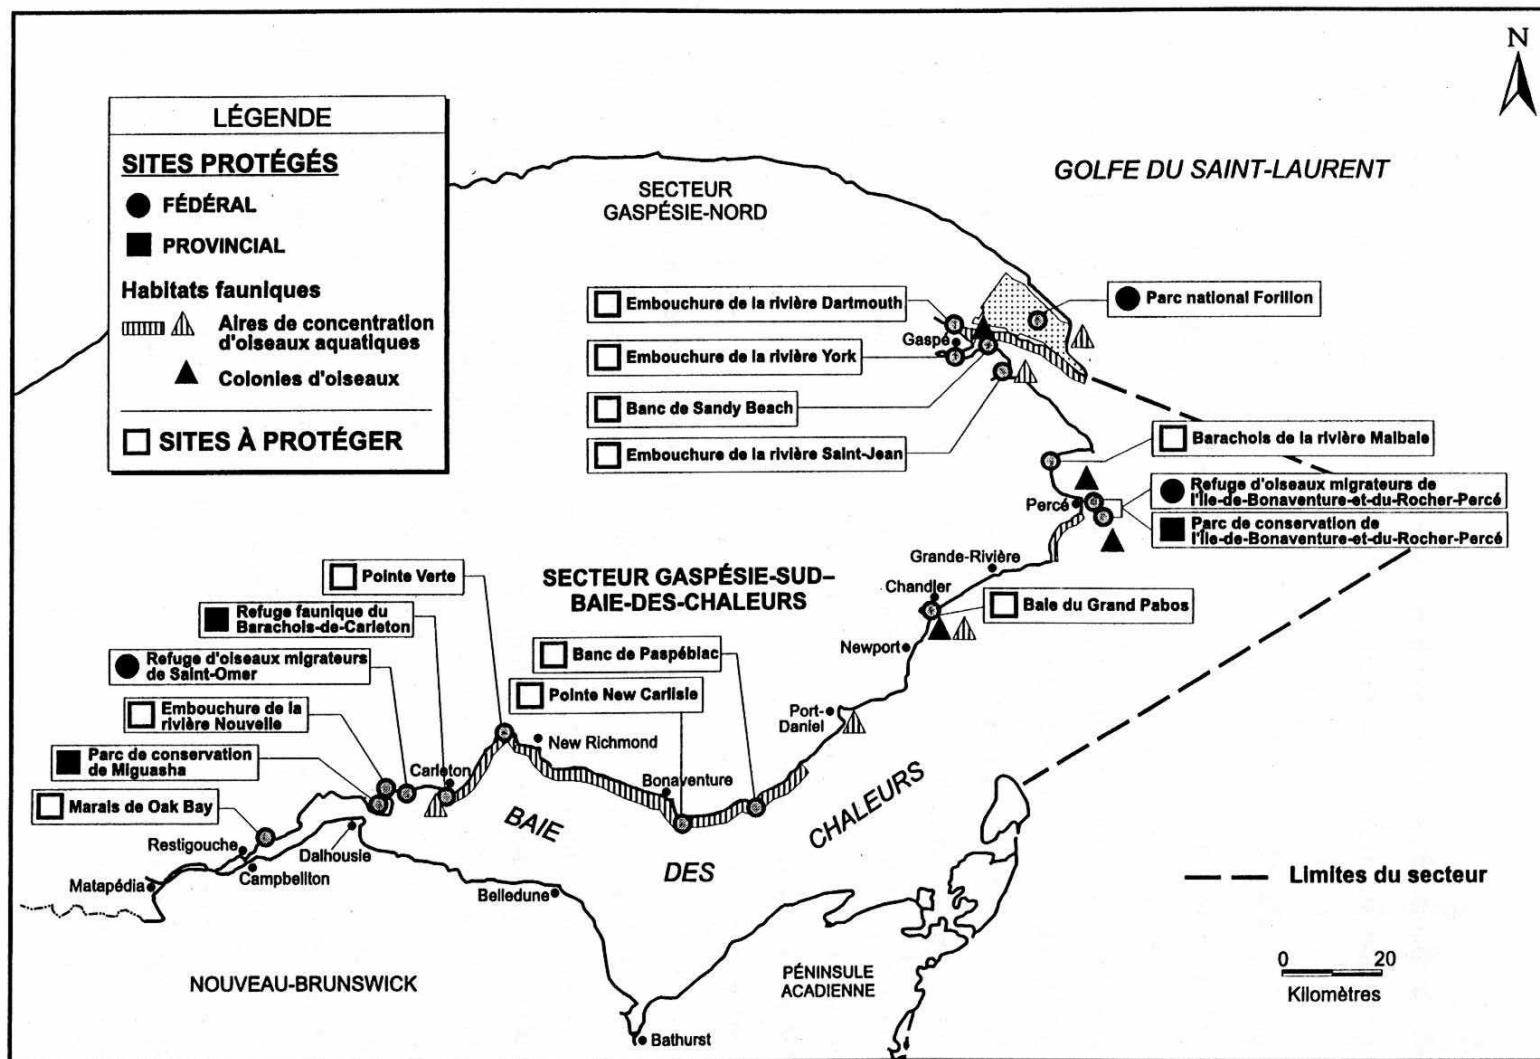 N
LÉGENDE
SITES PROTÉGÉS
FÉDÉRAL
PROVINCIAL
Habitats fauniques
Aires de concentration
d'oiseaux aquatiques
Colonies d'oiseaux
SITES À PROTÉGER
GOLFE DU SAINT-LAURENT
SECTEUR
GASPÉSIE-NORD
Embouchure de la rivière Dartmouth
Parc national Forillon
Gaspé
Embouchure de la rivière York
Banc de Sandy Beach
Embouchure de la rivière Saint-Jean
Barachois de la rivière Malbaie
Refuge d'oiseaux migrateurs de
l'Île-de-Bonaventure-et-du-Rocher-Percé
Percé
Parc de conservation de
l'Île-de-Bonaventure-et-du-Rocher-Percé
Grande-Rivière
Chandler
Baie du Grand Pabos
Newport
SECTEUR GASPÉSIE-SUD–
BAIE-DES-CHALEURS
Pointe Verte
Refuge faunique du
Barachois-de-Carleton
Refuge d'oiseaux migrateurs
de Saint-Omer
Embouchure de la
rivière Nouvelle
Parc de conservation
de Miguasha
Marais de Oak Bay
Banc de Paspébiac
Pointe New Carlisle
Port-
Daniel
New Richmond
Carleton
Bonaventure
BAIE
DES
CHALEURS
Restigouche
Dalhousie
Campbellton
Matapédia
Belledune
Limites du secteur
NOUVEAU-BRUNSWICK
PÉNINSULE
ACADIENNE
0 20
Kilomètres
Bathurst